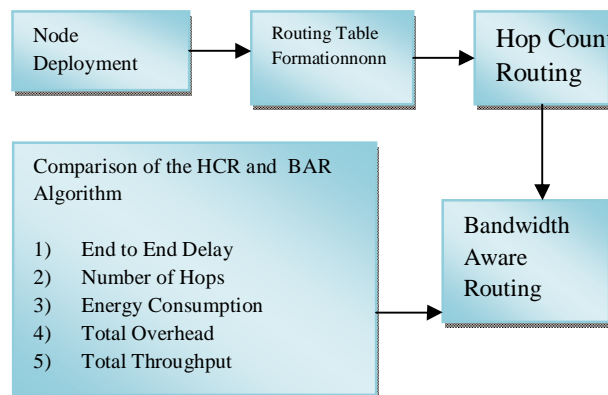 Node
Deployment
Routing Table
Formationnonn
Hop Count
Routing
Comparison of the HCR and BAR
Algorithm
1) End to End Delay
2) Number of Hops
3) Energy Consumption
4) Total Overhead
5) Total Throughput
Bandwidth
Aware
Routing